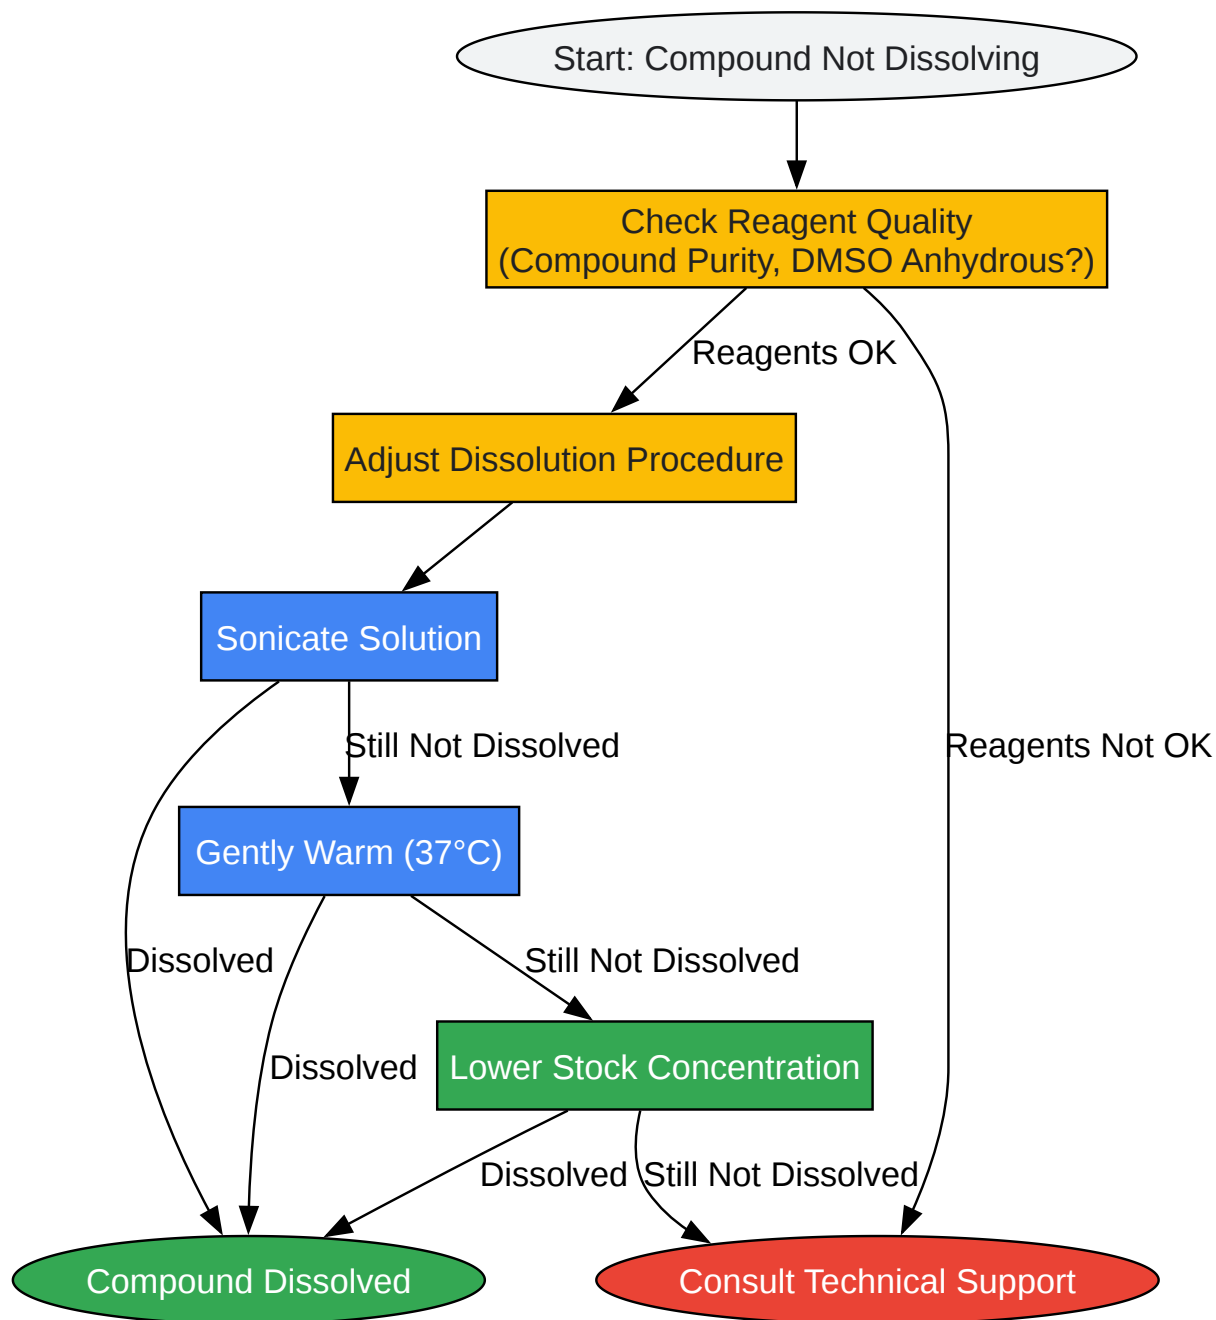 Start: Compound Not Dissolving
Check Reagent Quality
(Compound Purity, DMSO Anhydrous?)
Reagents OK
Adjust Dissolution Procedure
Sonicate Solution
Still Not Dissolved
Reagents Not OK
Gently Warm (37°C)
Dissolved
Still Not Dissolved
Dissolved
Lower Stock Concentration
Dissolved
Still Not Dissolved
Compound Dissolved
Consult Technical Support